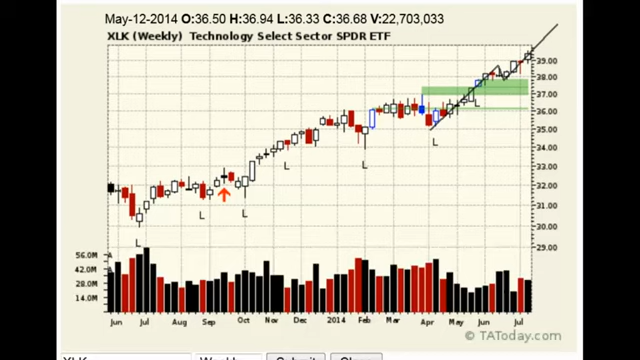 May-12-2014 O:36.50 H:36.94 L:36.33 C:36.68 V:22,703,033
XLK (Weekly) Technology Select Sector SPDR ETF
39.00
38.00
37.00
36.00
35.00
34.00
33.00
32.00
31.00
30.00
29.00
L
L
L
L
L
L
L
56.0M
42.0M
28.0M
14.0M
Jun Jul Aug Sep Oct Nov Dec 2014 Feb Mar Apr May Jun Jul
© TAToday.com
XLK Weekly Submit Close